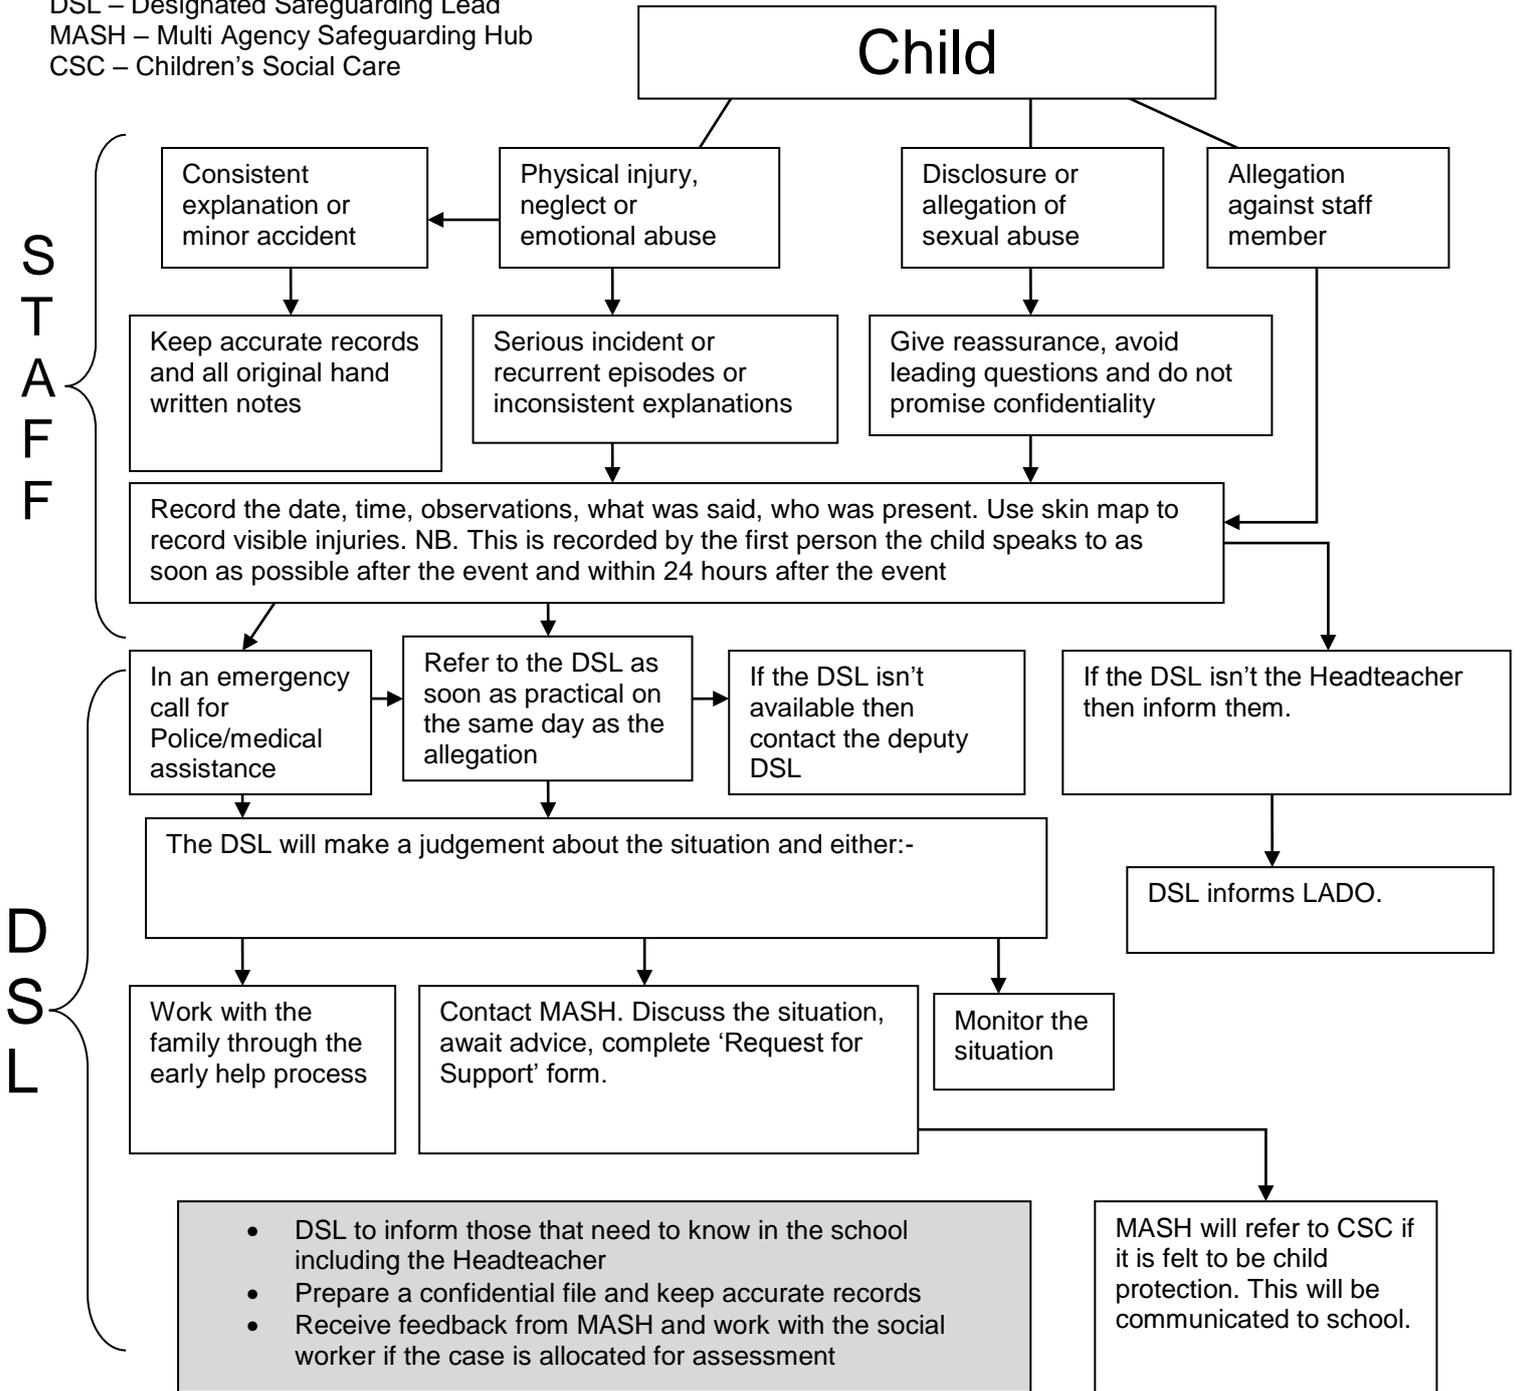 DSL – Designated Safeguarding Lead
MASH – Multi Agency Safeguarding Hub
CSC – Children's Social Care
Child
Consistent
explanation or
minor accident
Physical injury,
neglect or
emotional abuse
Disclosure or
allegation of
sexual abuse
Allegation
against staff
member
S
T
A
F
F
Keep accurate records
and all original hand
written notes
Serious incident or
recurrent episodes or
inconsistent explanations
Give reassurance, avoid
leading questions and do not
promise confidentiality
Record the date, time, observations, what was said, who was present. Use skin map to
record visible injuries. NB. This is recorded by the first person the child speaks to as
soon as possible after the event and within 24 hours after the event
In an emergency
call for
Police/medical
assistance
Refer to the DSL as
soon as practical on
the same day as the
allegation
If the DSL isn't
available then
contact the deputy
DSL
If the DSL isn't the Headteacher
then inform them.
The DSL will make a judgement about the situation and either:-
DSL informs LADO.
D
S
L
Work with the
family through the
early help process
Contact MASH. Discuss the situation,
await advice, complete 'Request for
Support' form.
Monitor the
situation
• DSL to inform those that need to know in the school
including the Headteacher
• Prepare a confidential file and keep accurate records
• Receive feedback from MASH and work with the social
worker if the case is allocated for assessment
MASH will refer to CSC if
it is felt to be child
protection. This will be
communicated to school.